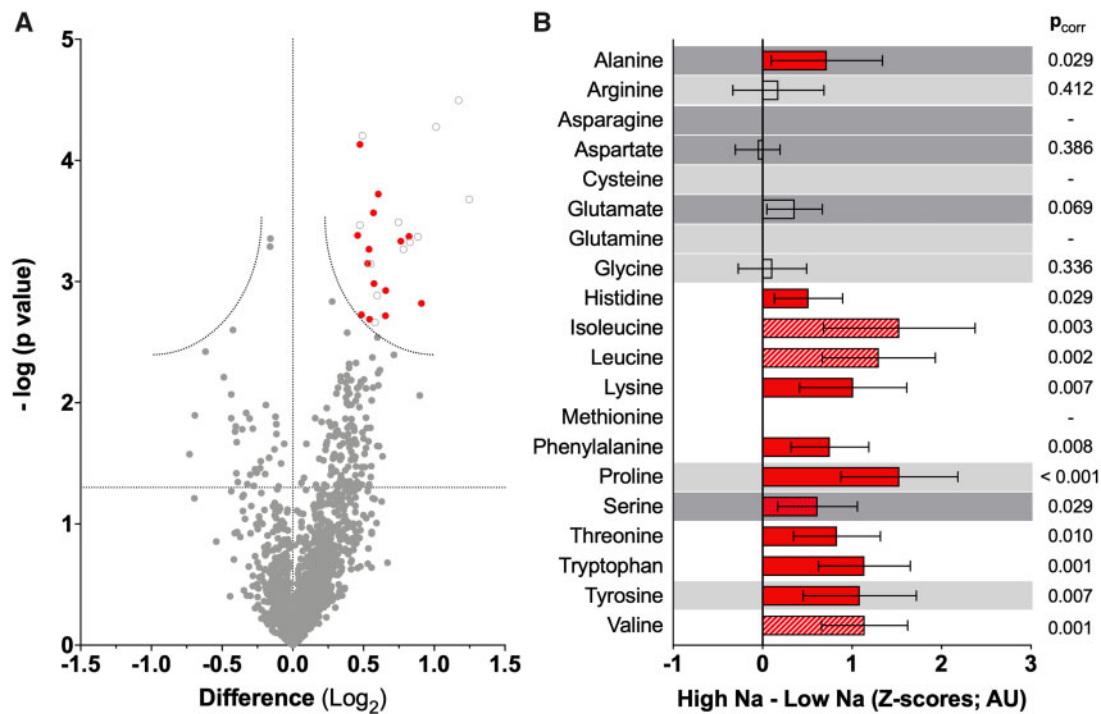 A
5
4
3
2
1
0
- log (p value)
-1.5 -1.0 -0.5 0.0 0.5 1.0 1.5
Difference (Log2)
B
pcorr
Alanine 0.029
Arginine 0.412
Asparagine -
Aspartate 0.386
Cysteine -
Glutamate 0.069
Glutamine -
Glycine 0.336
Histidine 0.029
Isoleucine 0.003
Leucine 0.002
Lysine 0.007
Methionine -
Phenylalanine 0.008
Proline < 0.001
Serine 0.029
Threonine 0.010
Tryptophan 0.001
Tyrosine 0.007
Valine 0.001
-1 0 1 2 3
High Na - Low Na (Z-scores; AU)